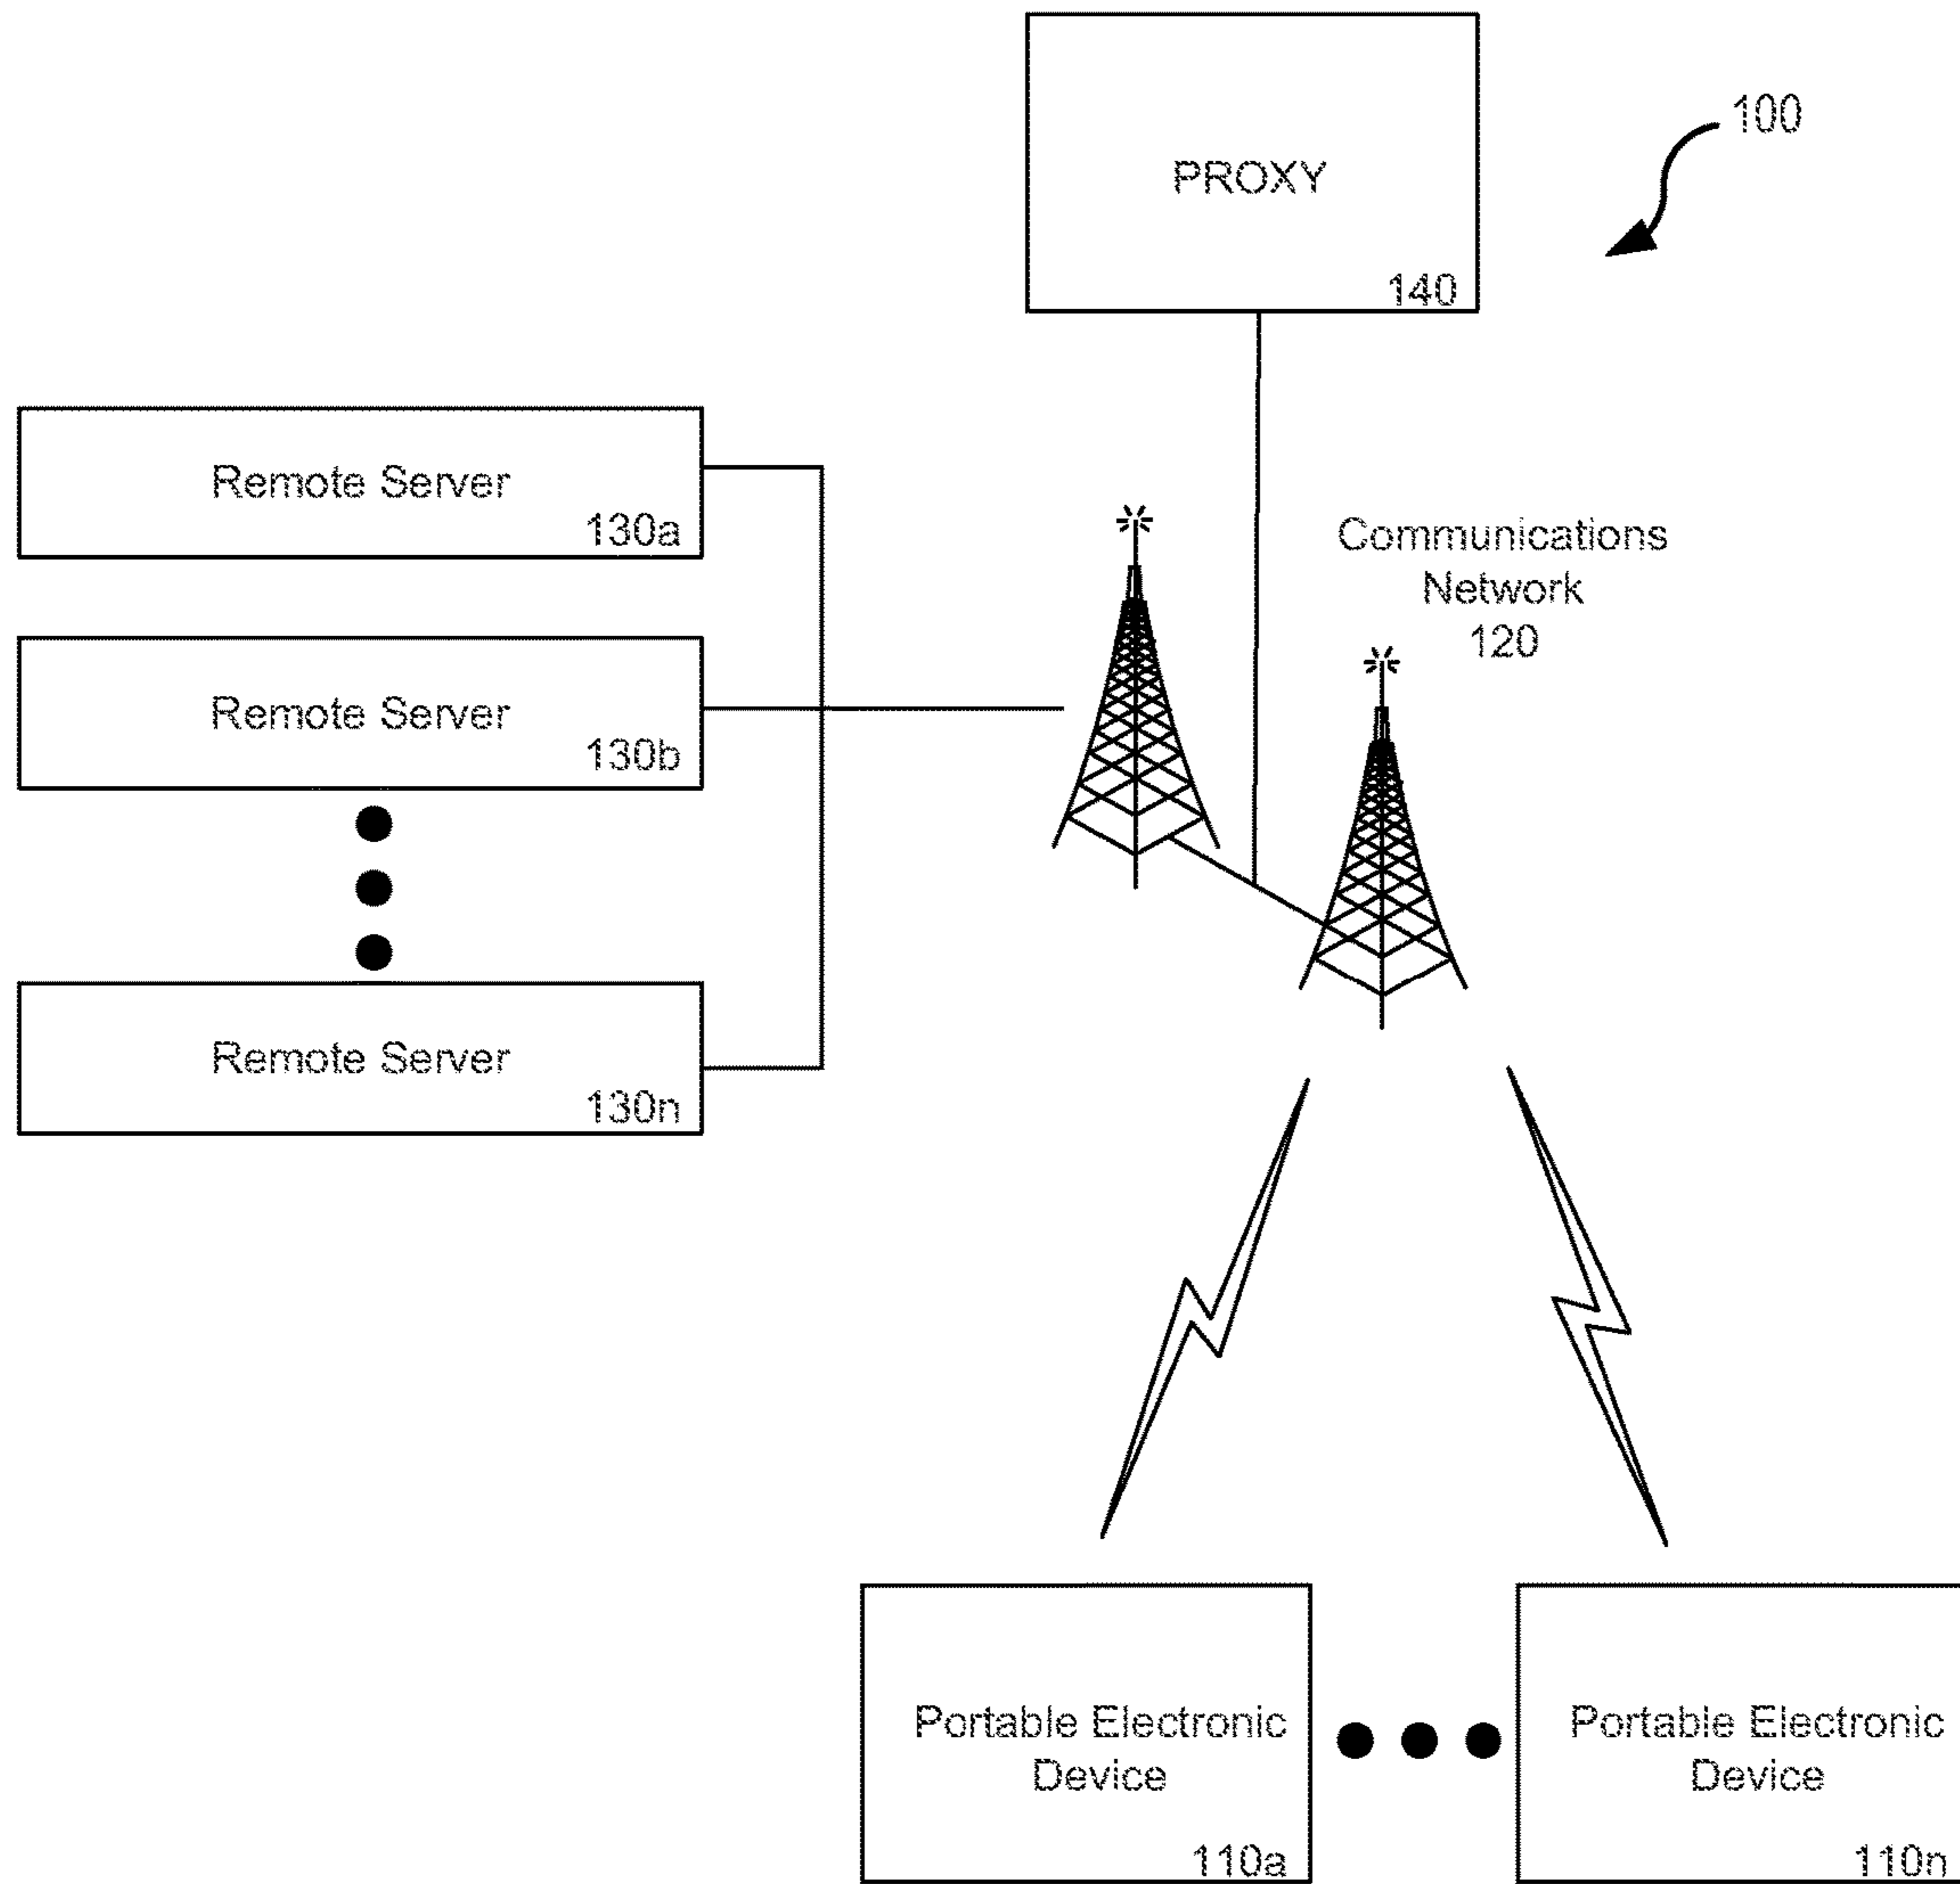 PROXY
140
100
Remote Server
130a
Communications
Network
120
Remote Server
130b
Remote Server
130n
Portable Electronic
Device
110a
Portable Electronic
Device
110n